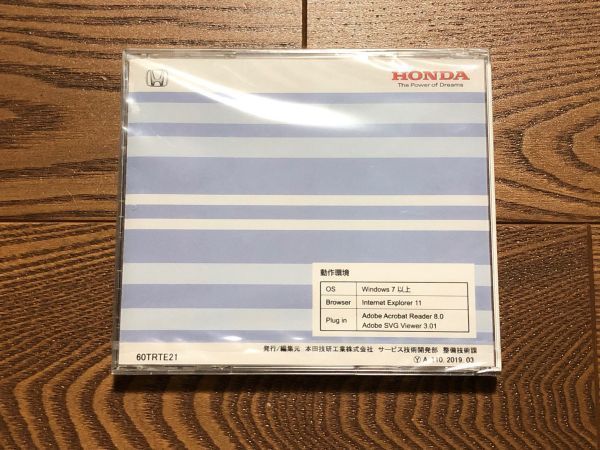 HONDA
The Power of Dreams
動作環境
OS Windows 7 以上
Browser Internet Explorer 11
Plug in Adobe Acrobat Reader 8.0
Adobe SVG Viewer 3.01
発行/編集元 本田技研工業株式会社 サービス技術開発部 整備技術課
60TRTE21
Ⓨ A 110. 2019. 03